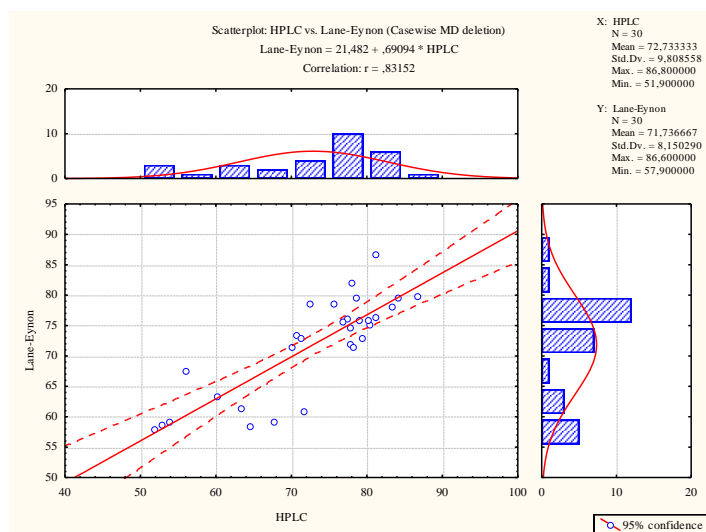 Scatterplot: HPLC vs. Lane-Eynon (Casewise MD deletion)
Lane-Eynon = 21,482 + ,69094 * HPLC
Correlation: r = ,83152
X: HPLC
N = 30
Mean = 72,733333
Std.Dv. = 9,808558
Max. = 86,800000
Min. = 51,900000
Y: Lane-Eynon
N = 30
Mean = 71,736667
Std.Dv. = 8,150290
Max. = 86,600000
Min. = 57,900000
20
10
0
95
90
85
80
75
70
65
60
55
50
Lane-Eynon
40 50 60 70 80 90 100
HPLC
0 10 20
95% confidence